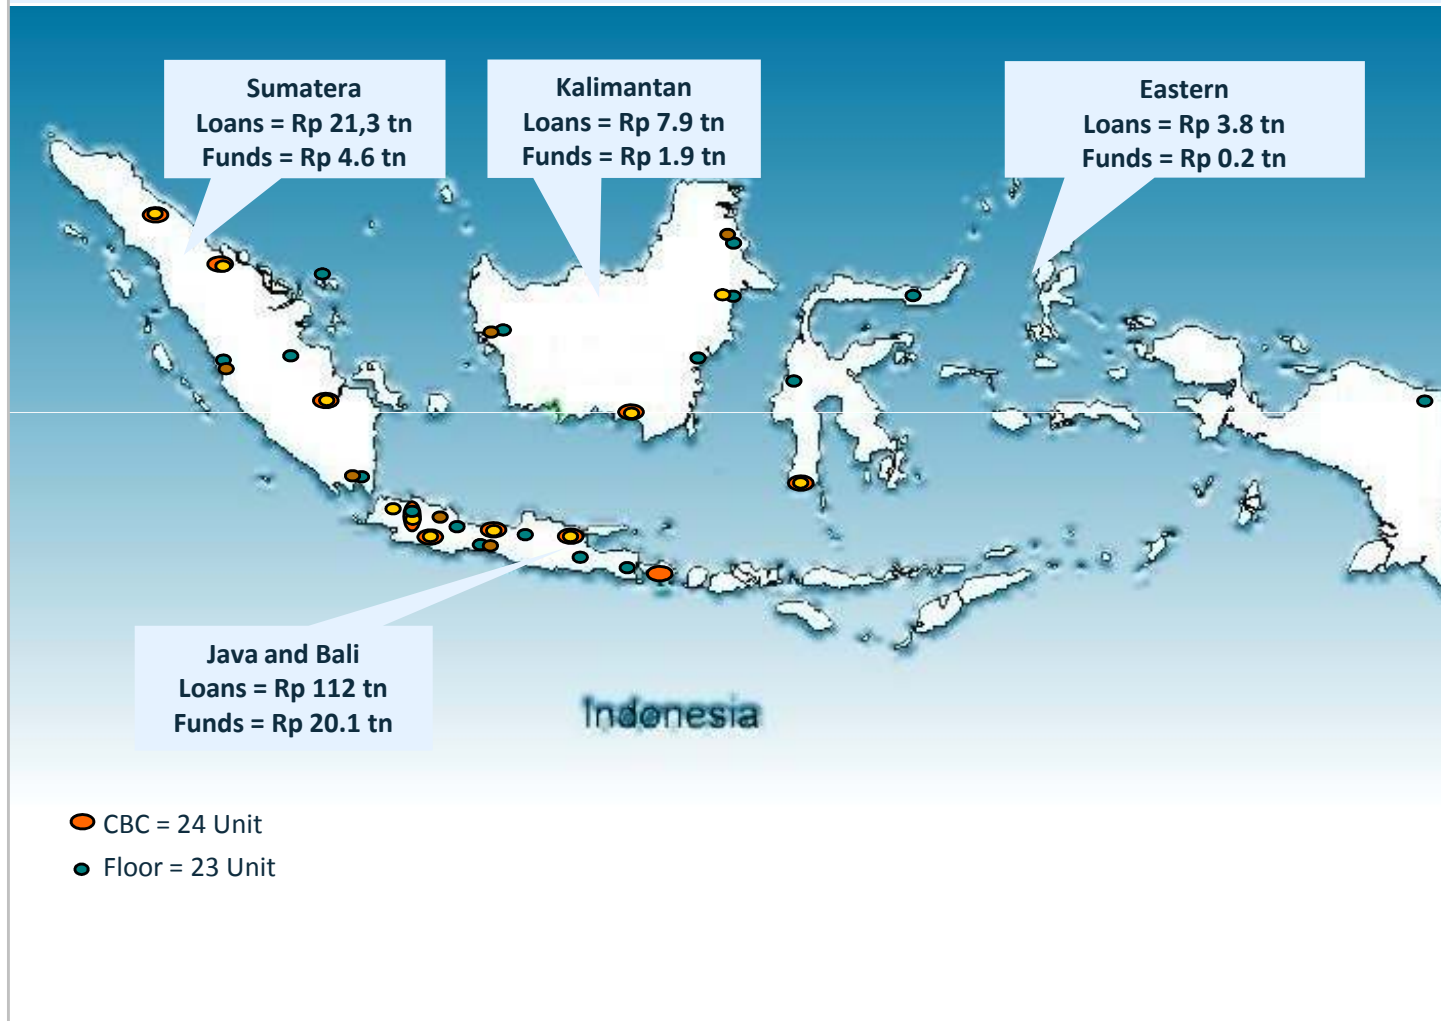 Sumatera
Loans = Rp 21,3 tn
Funds = Rp 4.6 tn
Kalimantan
Loans = Rp 7.9 tn
Funds = Rp 1.9 tn
Eastern
Loans = Rp 3.8 tn
Funds = Rp 0.2 tn
Java and Bali
Loans = Rp 112 tn
Funds = Rp 20.1 tn
Indonesia
CBC = 24 Unit
Floor = 23 Unit